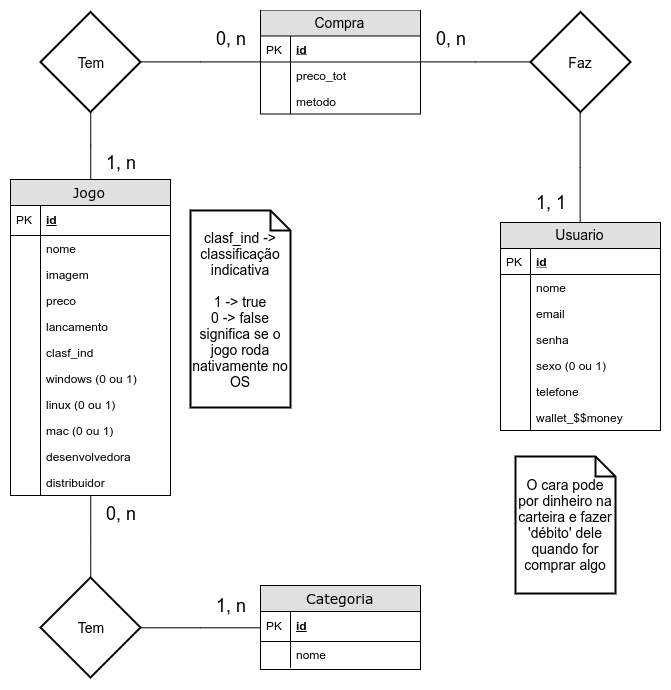 Tem
0, n
Compra
PK id
preco_tot
metodo
0, n
Faz
1, n
1, 1
Jogo
PK id
nome
imagem
preco
lancamento
clasf_ind
windows (0 ou 1)
linux (0 ou 1)
mac (0 ou 1)
desenvolvedora
distribuidor
clasf_ind ->
classificação
indicativa
1 -> true
0 -> false
significa se o
jogo roda
nativamente no
OS
Usuario
PK id
nome
email
senha
sexo (0 ou 1)
telefone
wallet_$$money
O cara pode
por dinheiro na
carteira e fazer
'débito' dele
quando for
comprar algo
0, n
Tem
1, n
Categoria
PK id
nome